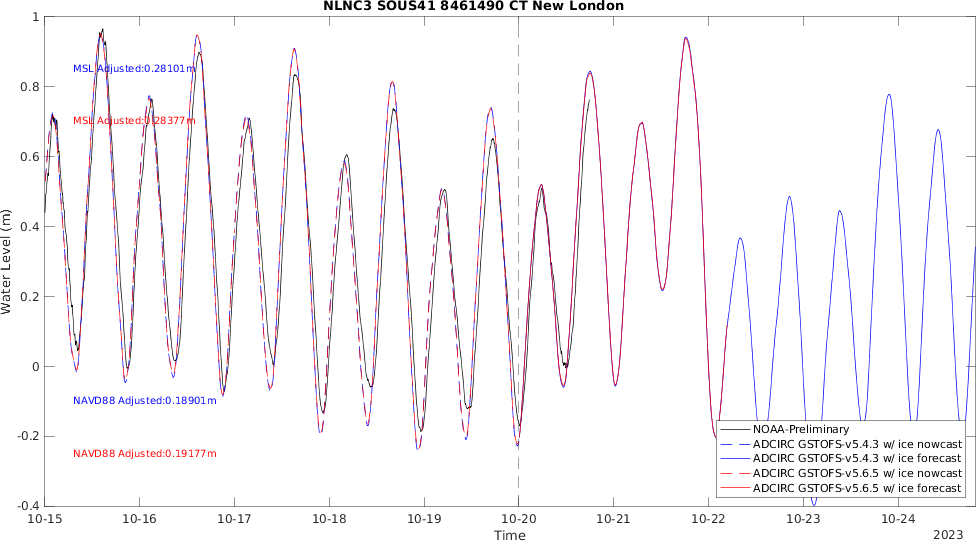 NLNC3 SOUS41 8461490 CT New London
1
0.8
0.6
0.4
0.2
0
-0.2
-0.4
Water Level (m)
MSL Adjusted:0.28101m
MSL Adjusted:0.28377m
NAVD88 Adjusted:0.18901m
NAVD88 Adjusted:0.19177m
NOAA-Preliminary
ADCIRC GSTOFS-v5.4.3 w/ ice nowcast
ADCIRC GSTOFS-v5.4.3 w/ ice forecast
ADCIRC GSTOFS-v5.6.5 w/ ice nowcast
ADCIRC GSTOFS-v5.6.5 w/ ice forecast
10-15 10-16 10-17 10-18 10-19 10-20 10-21 10-22 10-23 10-24
Time
2023